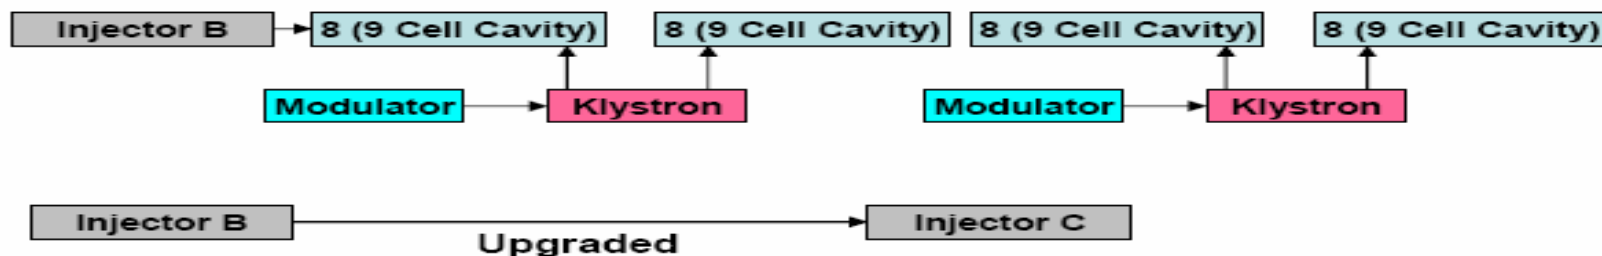 Injector B 8 (9 Cell Cavity) 8 (9 Cell Cavity) 8 (9 Cell Cavity) 8 (9 Cell Cavity)
Modulator Klystron Modulator Klystron
Injector B Injector C
Upgraded